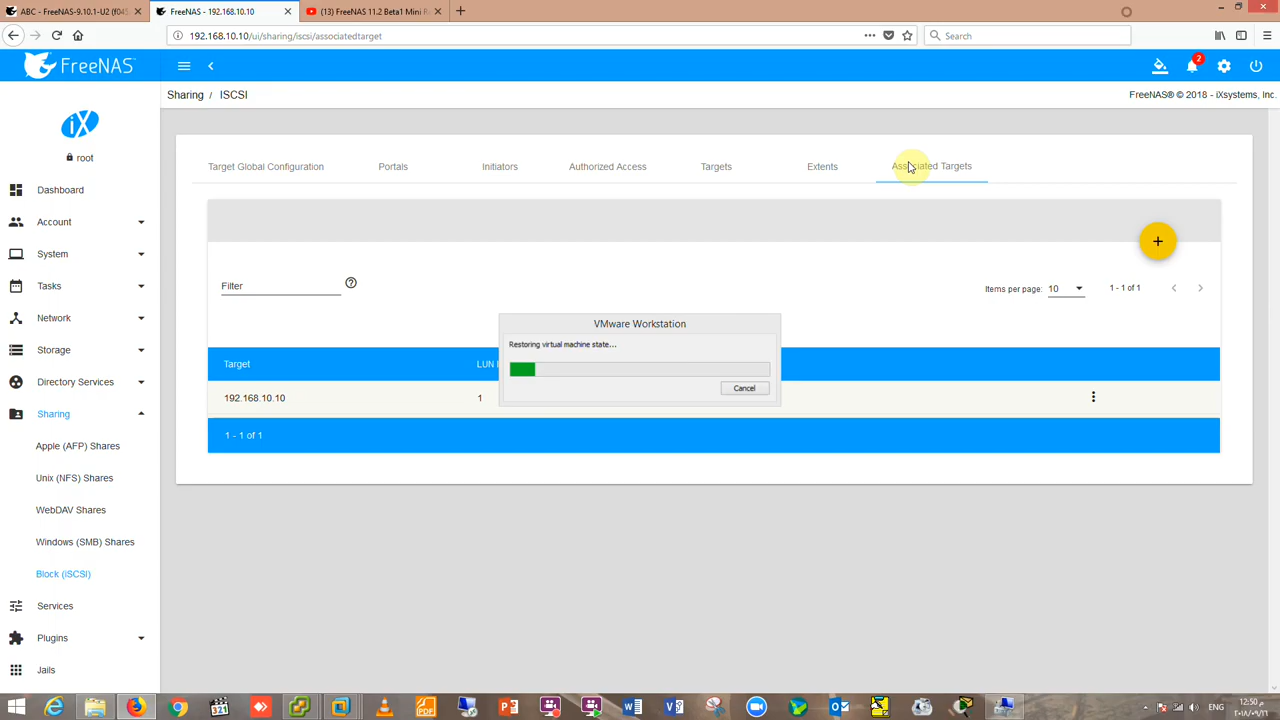 ABC - FreeNAS-9.10.1-U2 (f045
FreeNAS - 192.168.10.10
(13) FreeNAS 11.2 Beta1 Mini R
192.168.10.10/ui/sharing/iscsi/associatedtarget
Search
FreeNAS
2
Sharing / ISCSI
FreeNAS® © 2018 - iXsystems, Inc.
iX
root
Dashboard
Account
System
Tasks
Network
Storage
Directory Services
Sharing
Apple (AFP) Shares
Unix (NFS) Shares
WebDAV Shares
Windows (SMB) Shares
Block (iSCSI)
Services
Plugins
Jails
Target Global Configuration
Portals
Initiators
Authorized Access
Targets
Extents
Associated Targets
+
Filter
Items per page: 10
1 - 1 of 1
Target
LUN
192.168.10.10
1
1 - 1 of 1
VMware Workstation
Restoring virtual machine state...
Cancel
321
PDF
ENG
12:50 ص